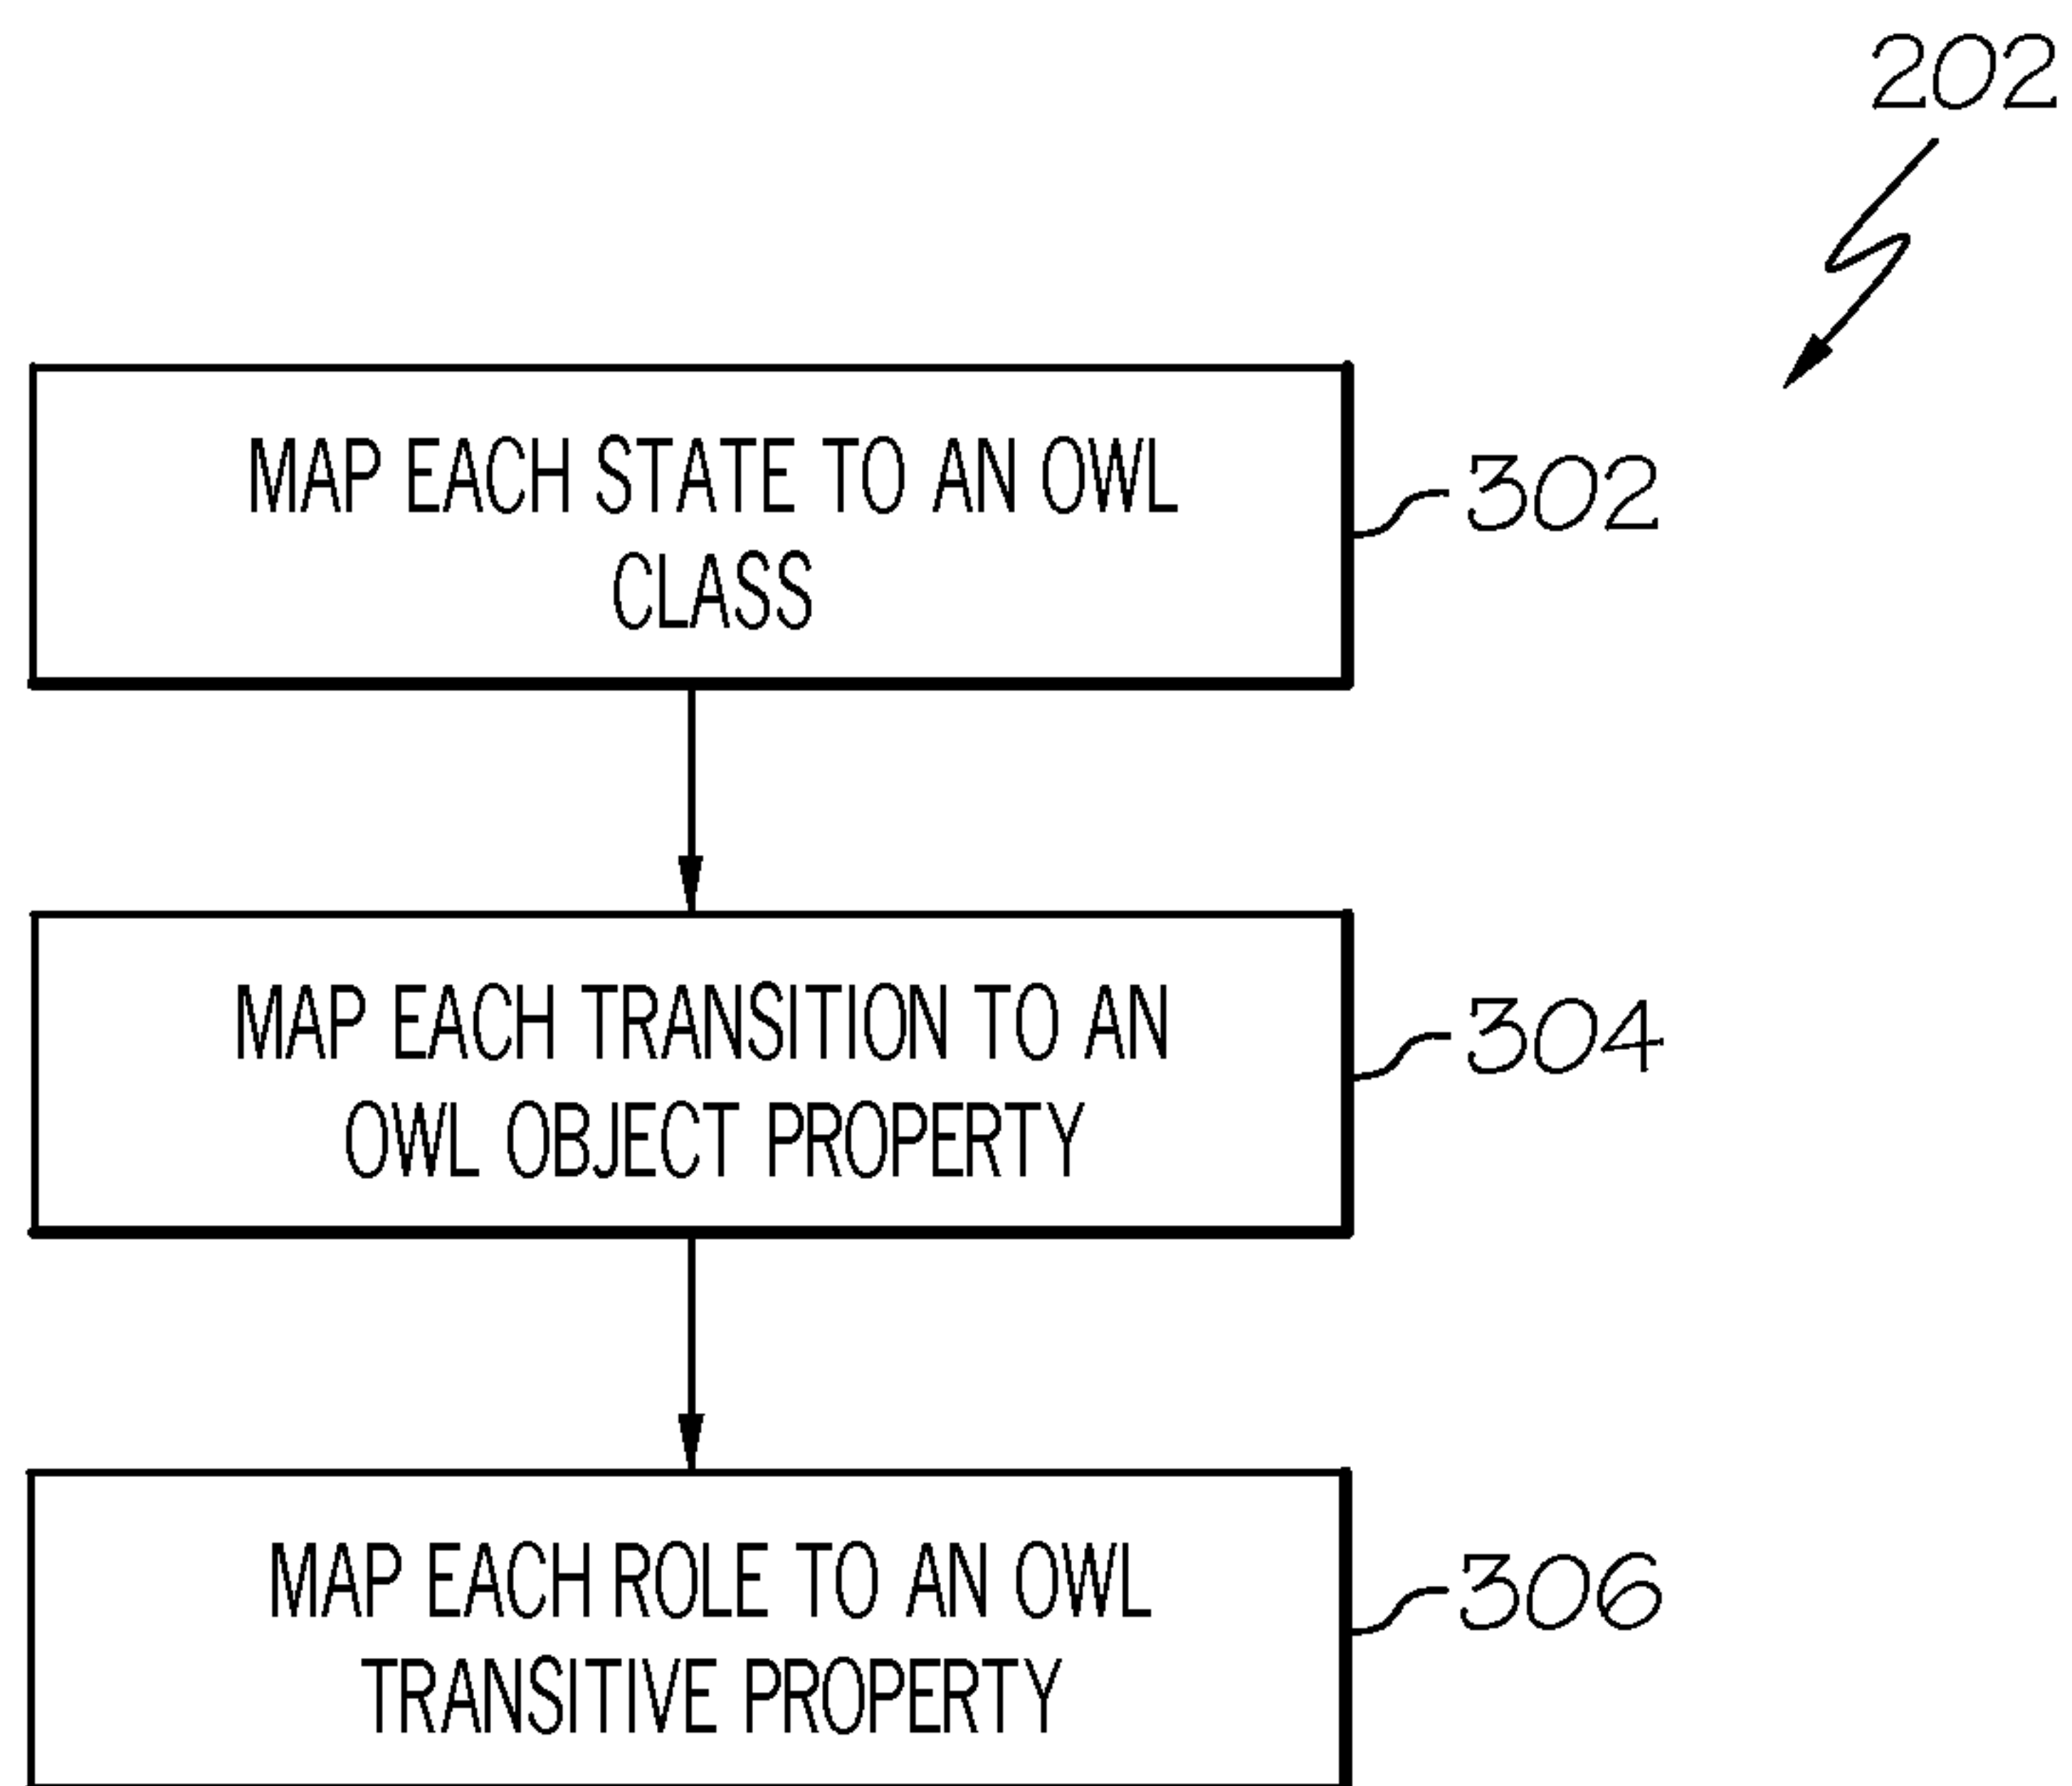 202
MAP EACH STATE TO AN OWL
CLASS
302
MAP EACH TRANSITION TO AN
OWL OBJECT PROPERTY
304
MAP EACH ROLE TO AN OWL
TRANSITIVE PROPERTY
306